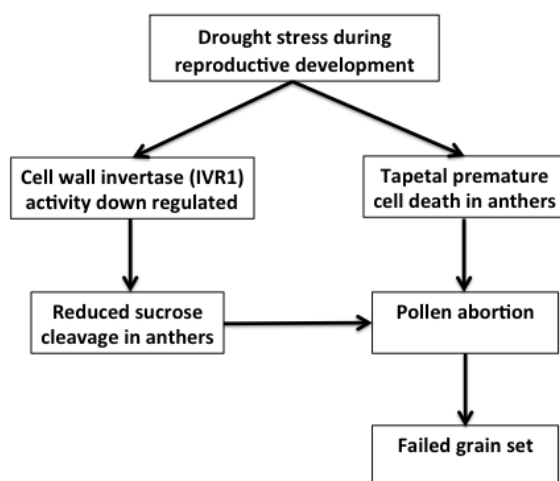 Drought stress during
reproductive development
Cell wall invertase (IVR1)
activity down regulated
Tapetal premature
cell death in anthers
Reduced sucrose
cleavage in anthers
Pollen abortion
Failed grain set